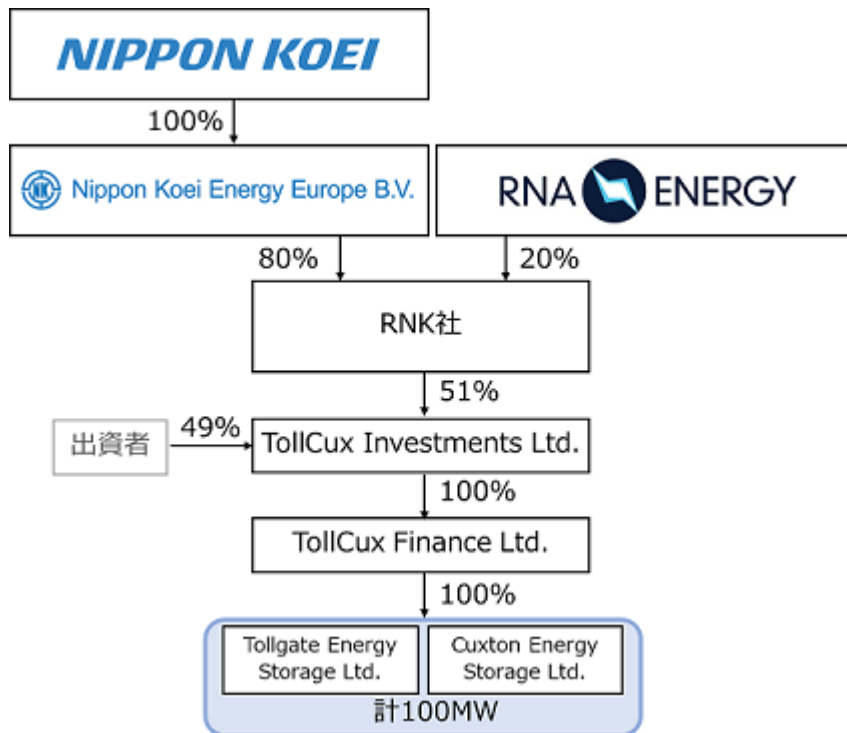 NIPPON KOEI
100%
NK
Nippon Koei Energy Europe B.V.
RNA ENERGY
80%
20%
RNK社
51%
出資者
49%
TollCux Investments Ltd.
100%
TollCux Finance Ltd.
100%
Tollgate Energy
Storage Ltd.
Cuxton Energy
Storage Ltd.
計100MW